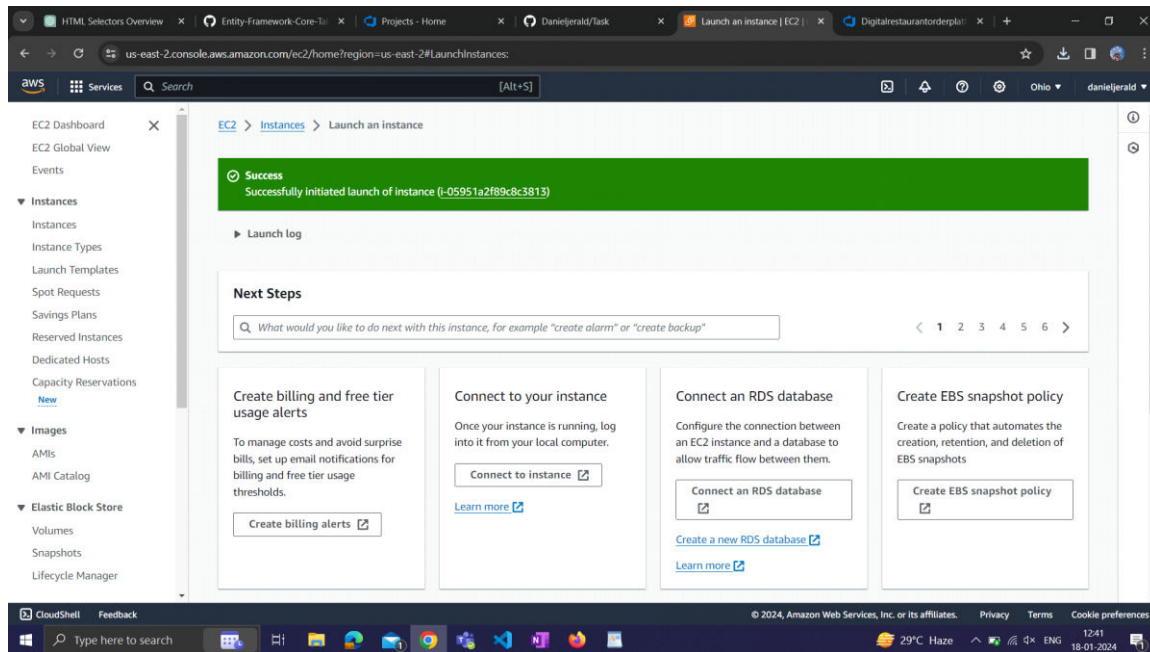 HTML Selectors Overview
Entity-Framework-Core-Tal
Projects - Home
Danieljerald/Task
Launch an instance | EC2 |
Digitalrestaurantorderplat
us-east-2.console.aws.amazon.com/ec2/home?region=us-east-2#LaunchInstances:
aws
Services
Search
[Alt+S]
Ohio
danieljerald
EC2 Dashboard
EC2 Global View
Events
Instances
Instances
Instance Types
Launch Templates
Spot Requests
Savings Plans
Reserved Instances
Dedicated Hosts
Capacity Reservations
New
Images
AMIs
AMI Catalog
Elastic Block Store
Volumes
Snapshots
Lifecycle Manager
EC2 > Instances > Launch an instance
Success
Successfully initiated launch of instance (i-05951a2f89c8c3813)
Launch log
Next Steps
What would you like to do next with this instance, for example "create alarm" or "create backup"
1 2 3 4 5 6
Create billing and free tier
usage alerts
To manage costs and avoid surprise
bills, set up email notifications for
billing and free tier usage
thresholds.
Create billing alerts
Connect to your instance
Once your instance is running, log
into it from your local computer.
Connect to instance
Learn more
Connect an RDS database
Configure the connection between
an EC2 instance and a database to
allow traffic flow between them.
Connect an RDS database
Create a new RDS database
Learn more
Create EBS snapshot policy
Create a policy that automates the
creation, retention, and deletion of
EBS snapshots
Create EBS snapshot policy
CloudShell
Feedback
© 2024, Amazon Web Services, Inc. or its affiliates.
Privacy
Terms
Cookie preferences
Type here to search
29°C Haze
ENG
12:41
18-01-2024